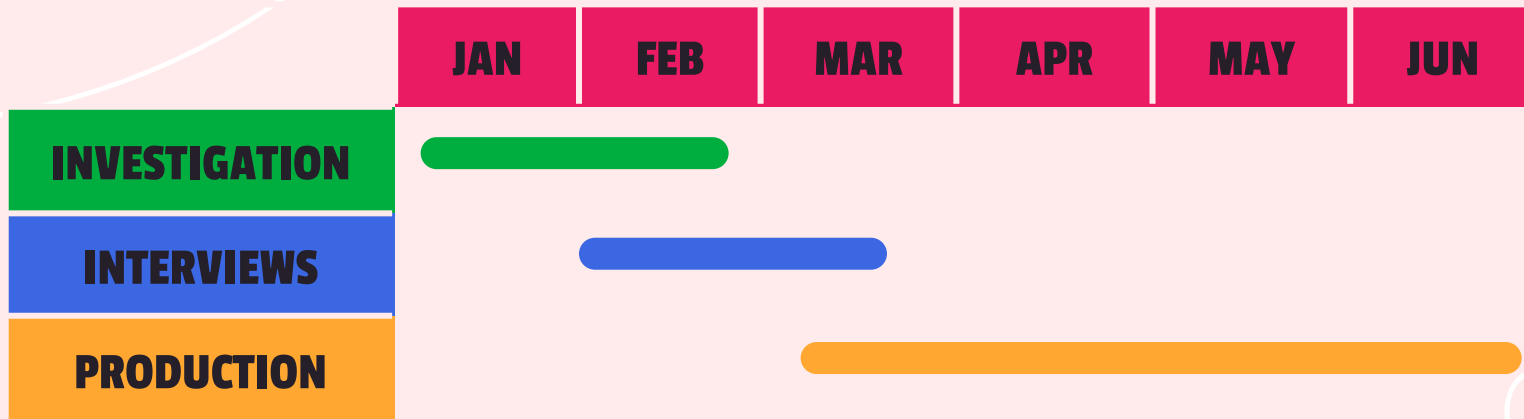 JAN FEB MAR APR MAY JUN
INVESTIGATION
INTERVIEWS
PRODUCTION